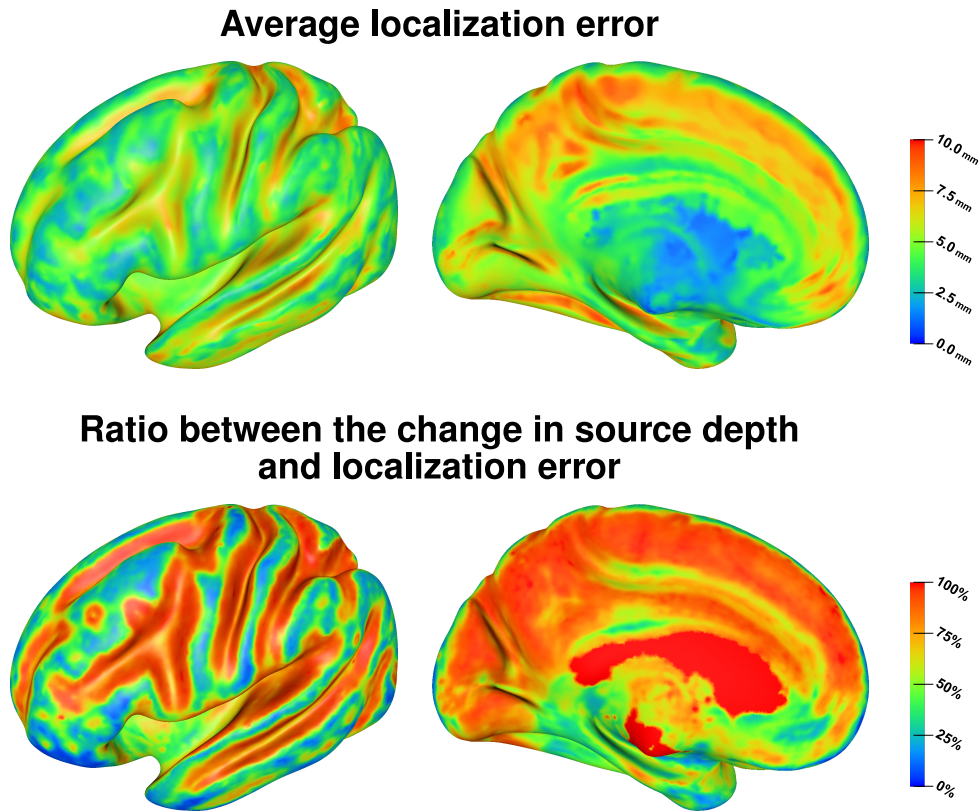 Average localization error
10.0 mm
7.5 mm
5.0 mm
2.5 mm
0.0 mm
Ratio between the change in source depth
and localization error
100%
75%
50%
25%
0%